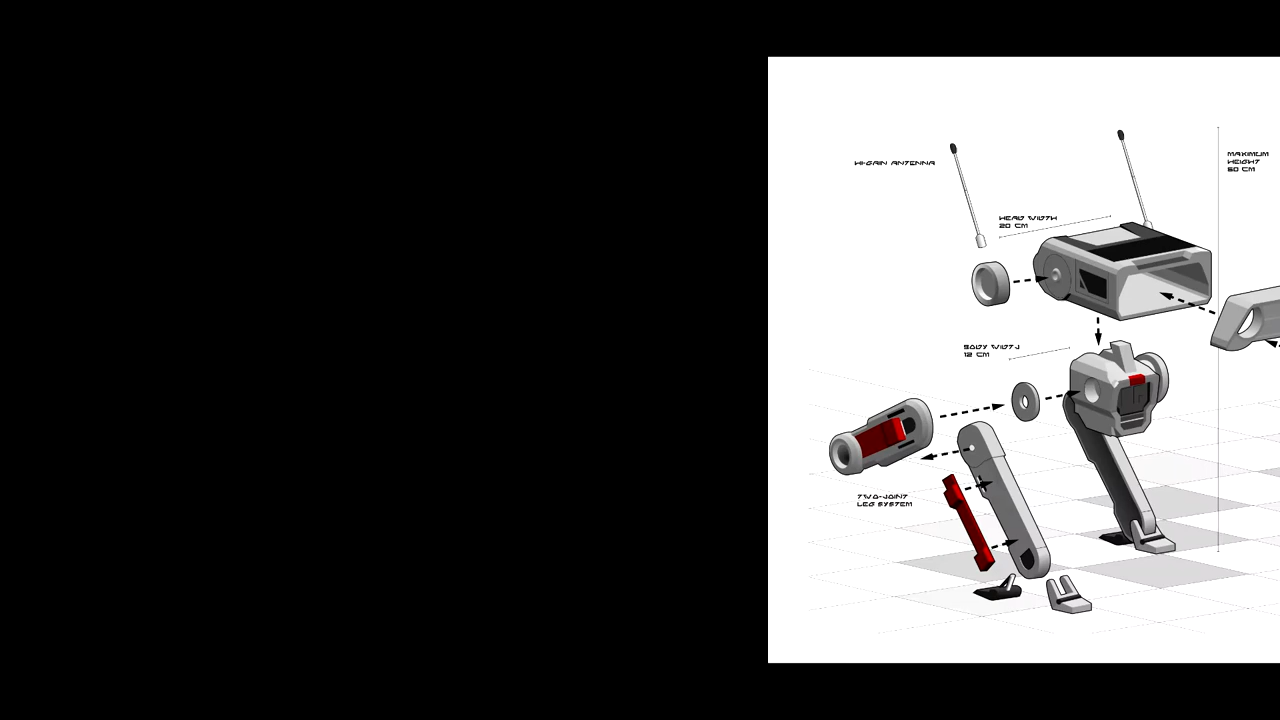 HI-GAIN ANTENNA
MAXIMUM
HEIGHT
60 CM
HEAD WIDTH
20 CM
BODY WIDTH
12 CM
TWO-JOINT
LEG SYSTEM